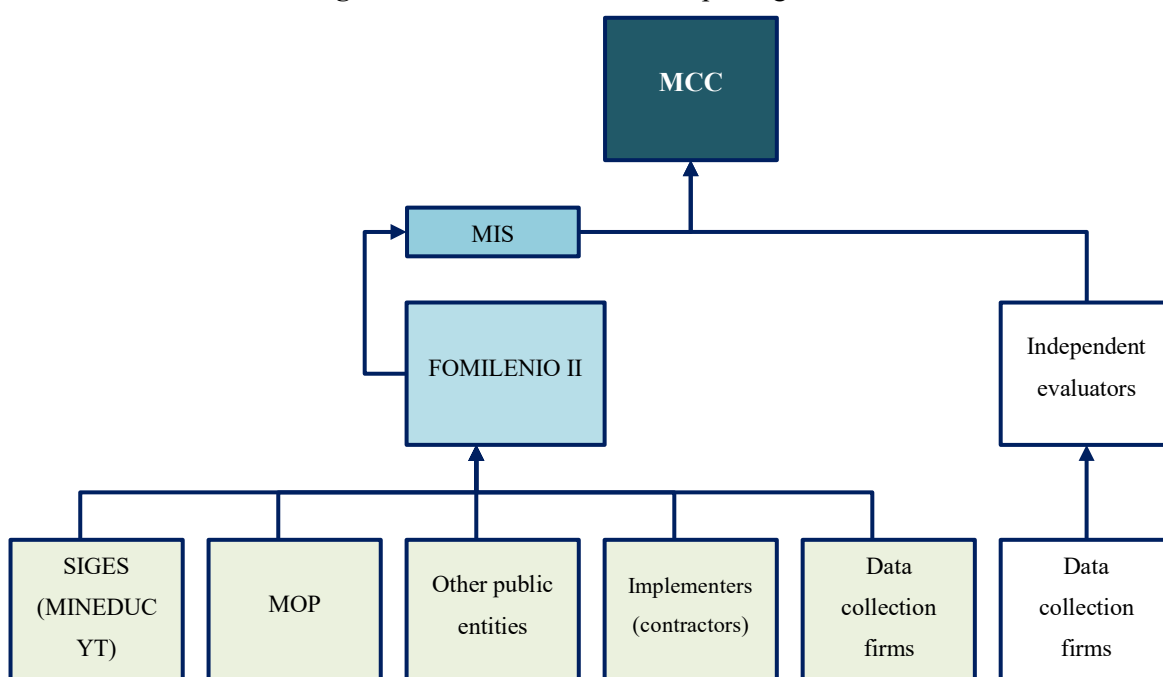 MCC
MIS
FOMILENIO II
Independent
evaluators
SIGES
(MINEDUC
YT)
MOP
Other public
entities
Implementers
(contractors)
Data
collection
firms
Data
collection
firms